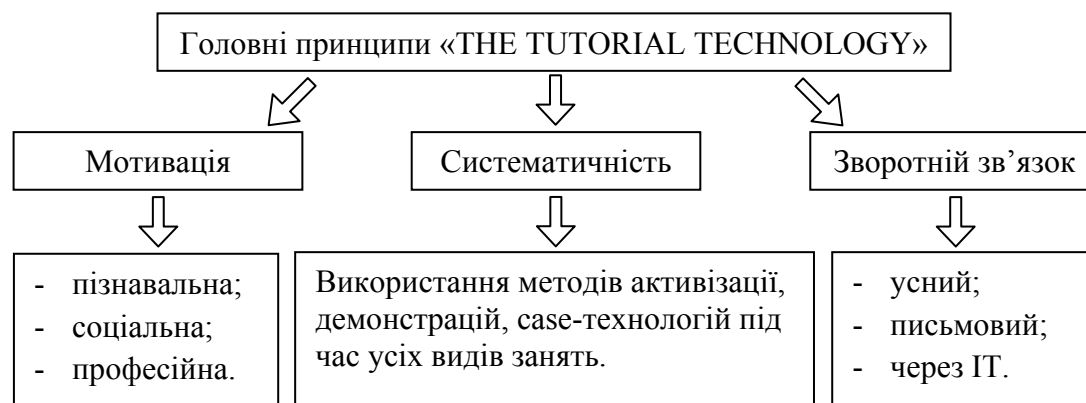 Головні принципи «THE TUTORIAL TECHNOLOGY»
Мотивація
Систематичність
Зворотній зв’язок
- пізнавальна;
- соціальна;
- професійна.
Використання методів активізації,
демонстрацій, case-технологій під
час усіх видів занять.
- усний;
- письмовий;
- через ІТ.